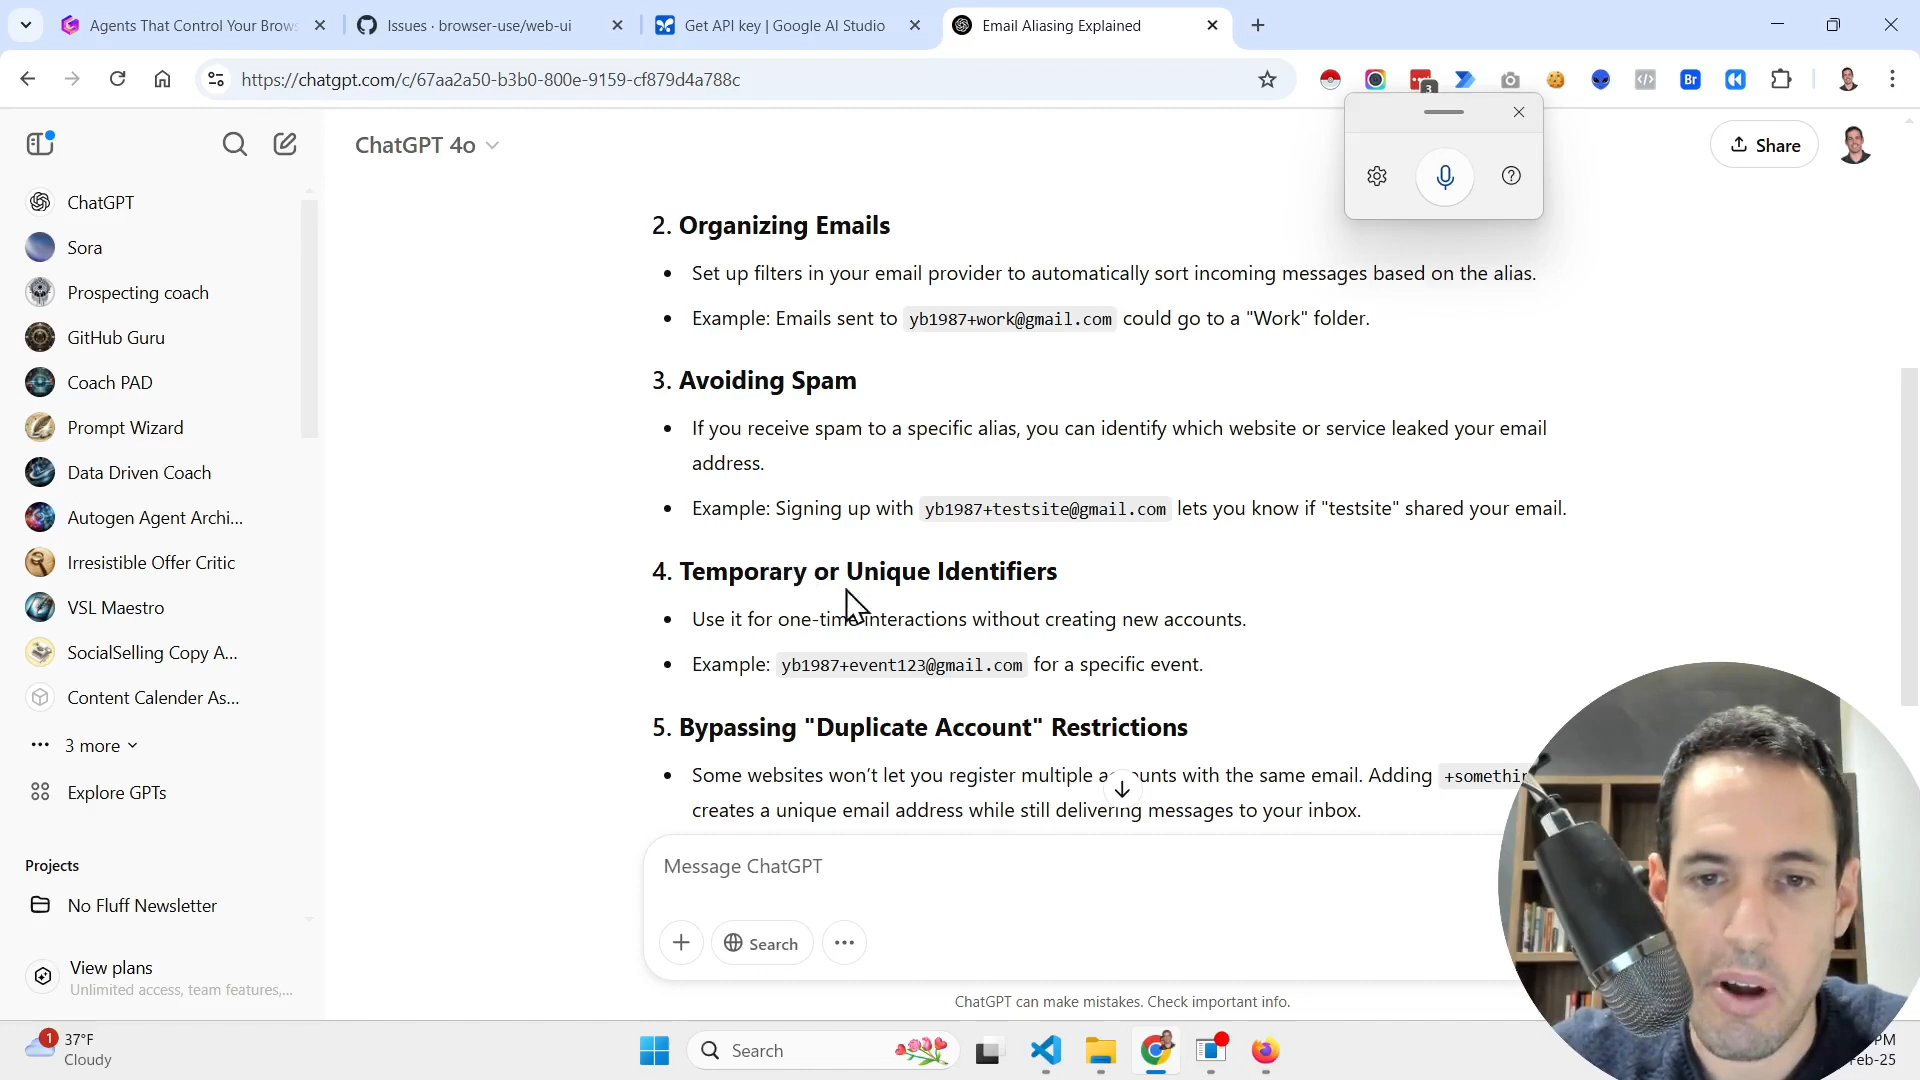 Agents That Control Your Brows
Issues · browser-use/web-ui
Get API key | Google AI Studio
Email Aliasing Explained
https://chatgpt.com/c/67aa2a50-b3b0-800e-9159-cf879d4a788c
3
Br
ChatGPT 4o
Share
ChatGPT
Sora
Prospecting coach
GitHub Guru
Coach PAD
Prompt Wizard
Data Driven Coach
Autogen Agent Archi...
Irresistible Offer Critic
VSL Maestro
SocialSelling Copy A...
Content Calender As...
3 more
Explore GPTs
Projects
No Fluff Newsletter
View plans
Unlimited access, team features,...
2. Organizing Emails
Set up filters in your email provider to automatically sort incoming messages based on the alias.
Example: Emails sent to yb1987+work@gmail.com could go to a "Work" folder.
3. Avoiding Spam
If you receive spam to a specific alias, you can identify which website or service leaked your email
address.
Example: Signing up with yb1987+testsite@gmail.com lets you know if "testsite" shared your email.
4. Temporary or Unique Identifiers
Use it for one-time interactions without creating new accounts.
Example: yb1987+event123@gmail.com for a specific event.
5. Bypassing "Duplicate Account" Restrictions
Some websites won't let you register multiple accounts with the same email. Adding +somethin
creates a unique email address while still delivering messages to your inbox.
Message ChatGPT
Search
ChatGPT can make mistakes. Check important info.
1
37°F
Cloudy
Search
PM
eb-25